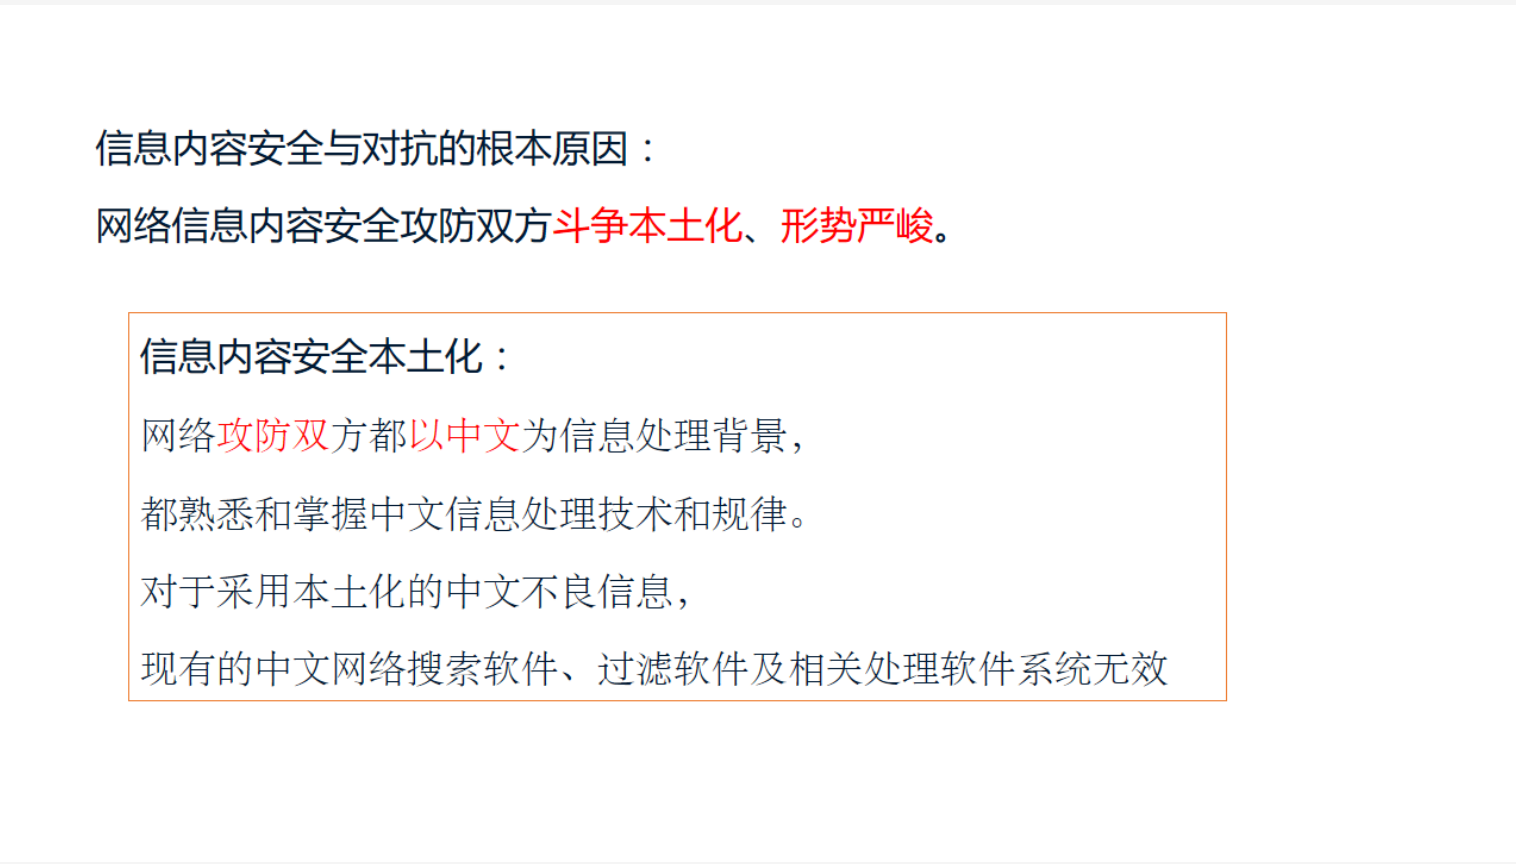 信息内容安全与对抗的根本原因：
网络信息内容安全攻防双方斗争本土化、形势严峻。
信息内容安全本土化：
网络攻防双方都以中文为信息处理背景，
都熟悉和掌握中文信息处理技术和规律。
对于采用本土化的中文不良信息，
现有的中文网络搜索软件、过滤软件及相关处理软件系统无效